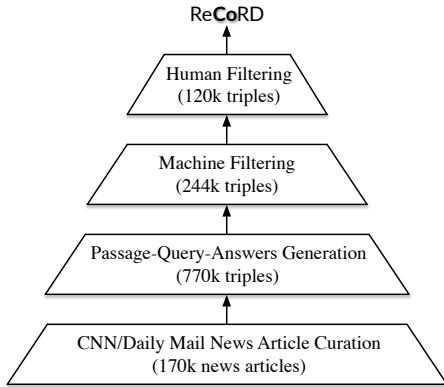 ReCoRD
Human Filtering
(120k triples)
Machine Filtering
(244k triples)
Passage-Query-Answers Generation
(770k triples)
CNN/Daily Mail News Article Curation
(170k news articles)